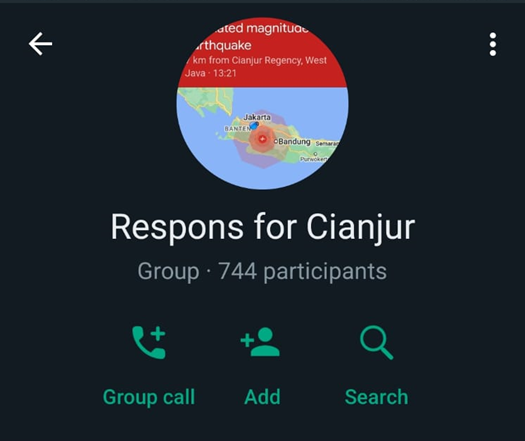 magnitude
km from Cianjur Regency, West
Java · 13:21
Jakarta
BANTEN
Bandung
Respons for Cianjur
Group · 744 participants
Group call
Add
Search